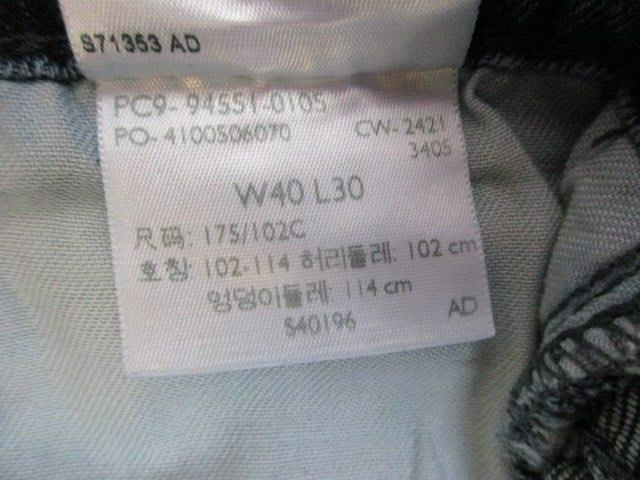 S71353 AD
PC9- 94551-0105
PO- 4100506070 CW- 2421
3405
W40 L30
尺码: 175/102C
호칭: 102-114 허리둘레: 102 cm
엉덩이둘레: 114 cm
S40196 AD